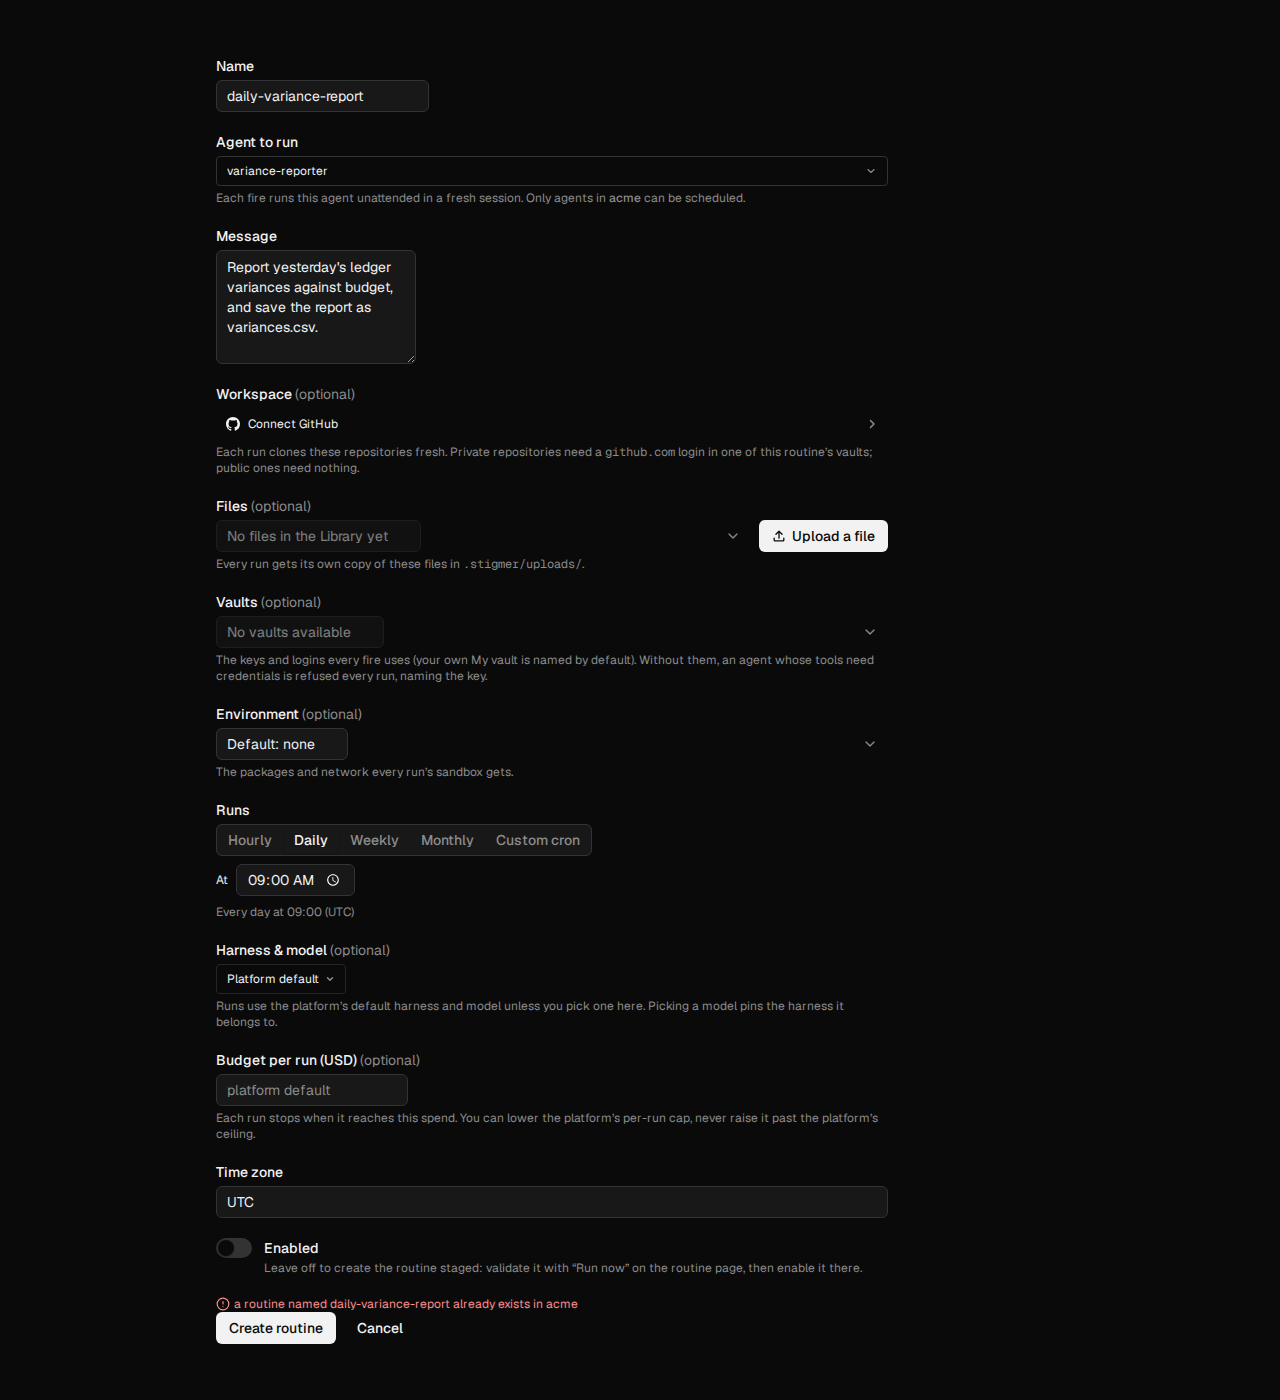 Name
daily-variance-report
Agent to run
variance-reporter
Each fire runs this agent unattended in a fresh session. Only agents in acme can be scheduled.
Message
Report yesterday's ledger
variances against budget,
and save the report as
variances.csv.
Workspace (optional)
Connect GitHub
Each run clones these repositories fresh. Private repositories need a github.com login in one of this routine's vaults;
public ones need nothing.
Files (optional)
No files in the Library yet
Upload a file
Every run gets its own copy of these files in .stigmer/uploads/.
Vaults (optional)
No vaults available
The keys and logins every fire uses (your own My vault is named by default). Without them, an agent whose tools need
credentials is refused every run, naming the key.
Environment (optional)
Default: none
The packages and network every run's sandbox gets.
Runs
Hourly Daily Weekly Monthly Custom cron
At 09:00 AM
Every day at 09:00 (UTC)
Harness & model (optional)
Platform default
Runs use the platform's default harness and model unless you pick one here. Picking a model pins the harness it
belongs to.
Budget per run (USD) (optional)
platform default
Each run stops when it reaches this spend. You can lower the platform's per-run cap, never raise it past the platform's
ceiling.
Time zone
UTC
Enabled
Leave off to create the routine staged: validate it with “Run now” on the routine page, then enable it there.
a routine named daily-variance-report already exists in acme
Create routine Cancel